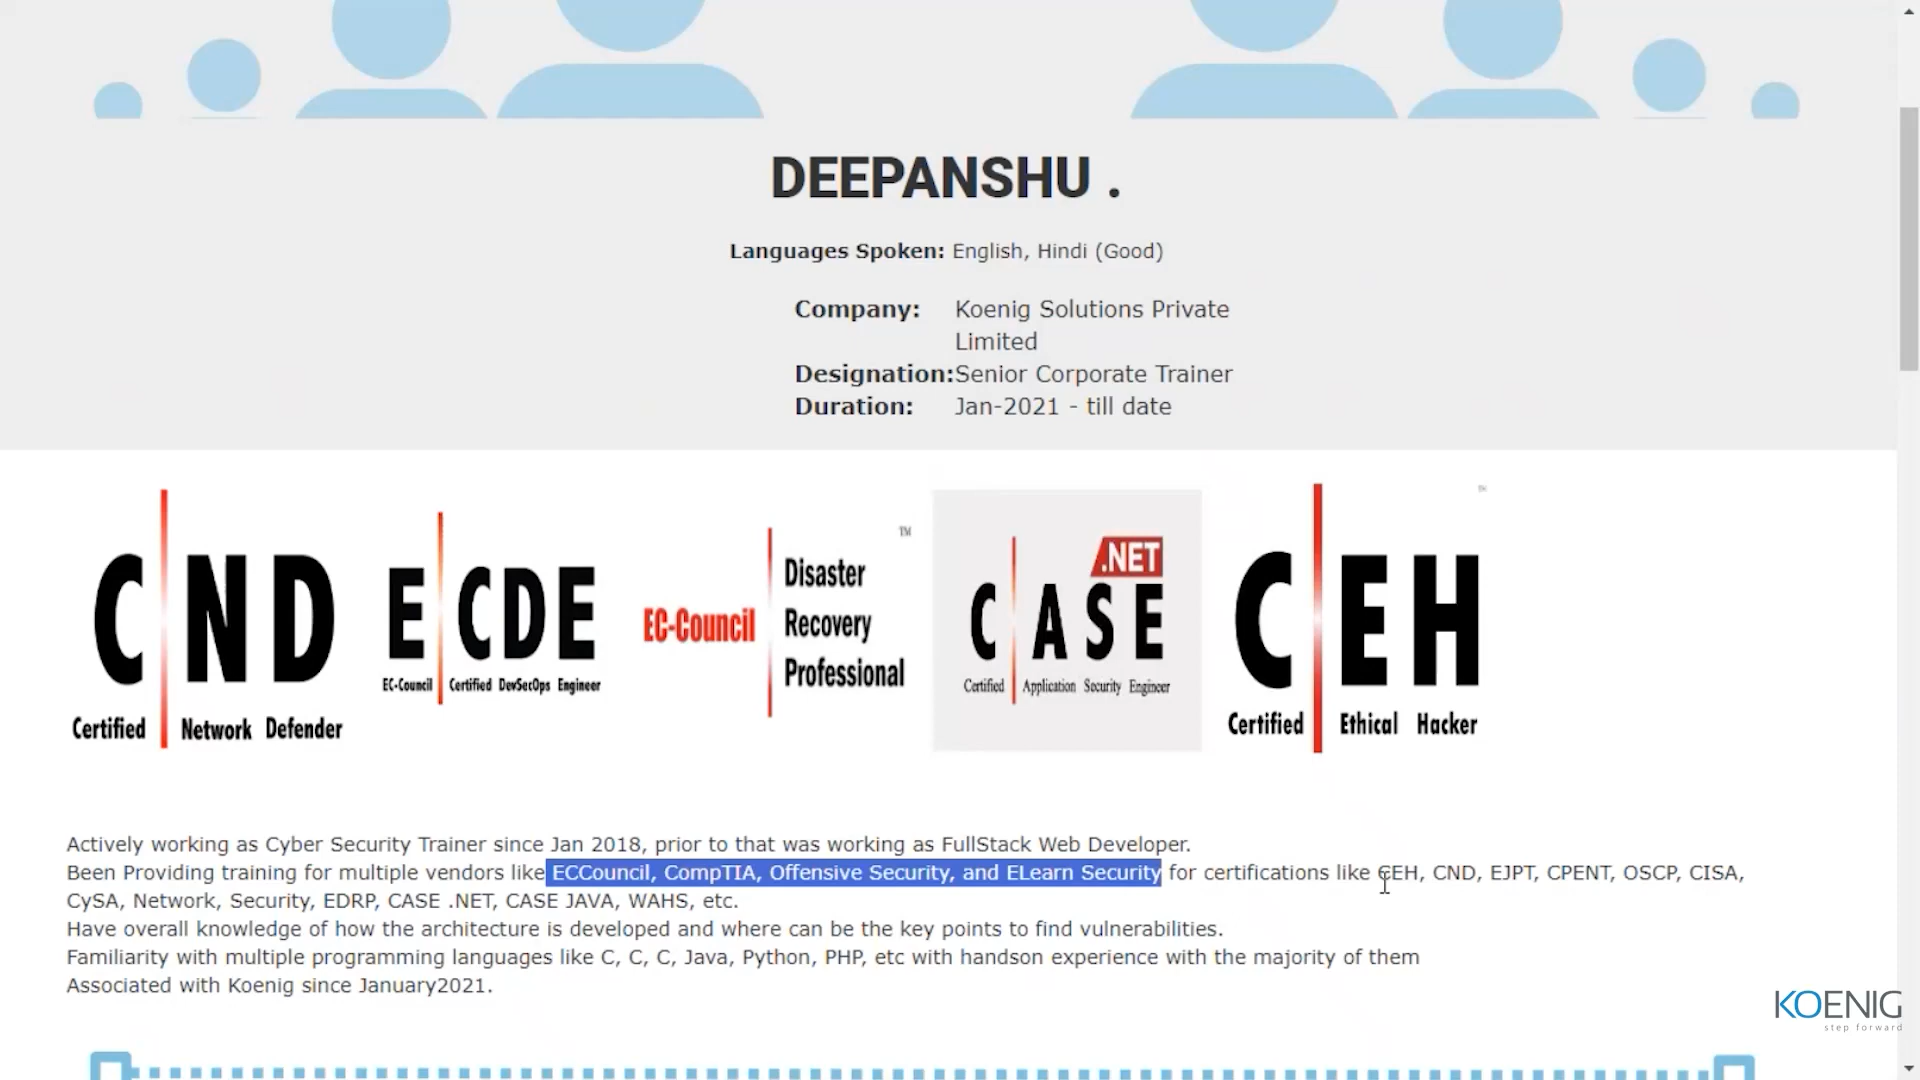 DEEPANSHU .
Languages Spoken: English, Hindi (Good)
Company: Koenig Solutions Private
Limited
Designation:Senior Corporate Trainer
Duration: Jan-2021 - till date
C ND
Certified Network Defender
E CDE
EC-Council Certified DevSecOps Engineer
EC-Council
TM
Disaster
Recovery
Professional
.NET
C ASE
Certified Application Security Engineer
C EH
Certified Ethical Hacker
Actively working as Cyber Security Trainer since Jan 2018, prior to that was working as FullStack Web Developer.
Been Providing training for multiple vendors like ECCouncil, CompTIA, Offensive Security, and ELearn Security for certifications like CEH, CND, EJPT, CPENT, OSCP, CISA,
CySA, Network, Security, EDRP, CASE .NET, CASE JAVA, WAHS, etc.
Have overall knowledge of how the architecture is developed and where can be the key points to find vulnerabilities.
Familiarity with multiple programming languages like C, C, C, Java, Python, PHP, etc with handson experience with the majority of them
Associated with Koenig since January2021.
KOENIG
step forward